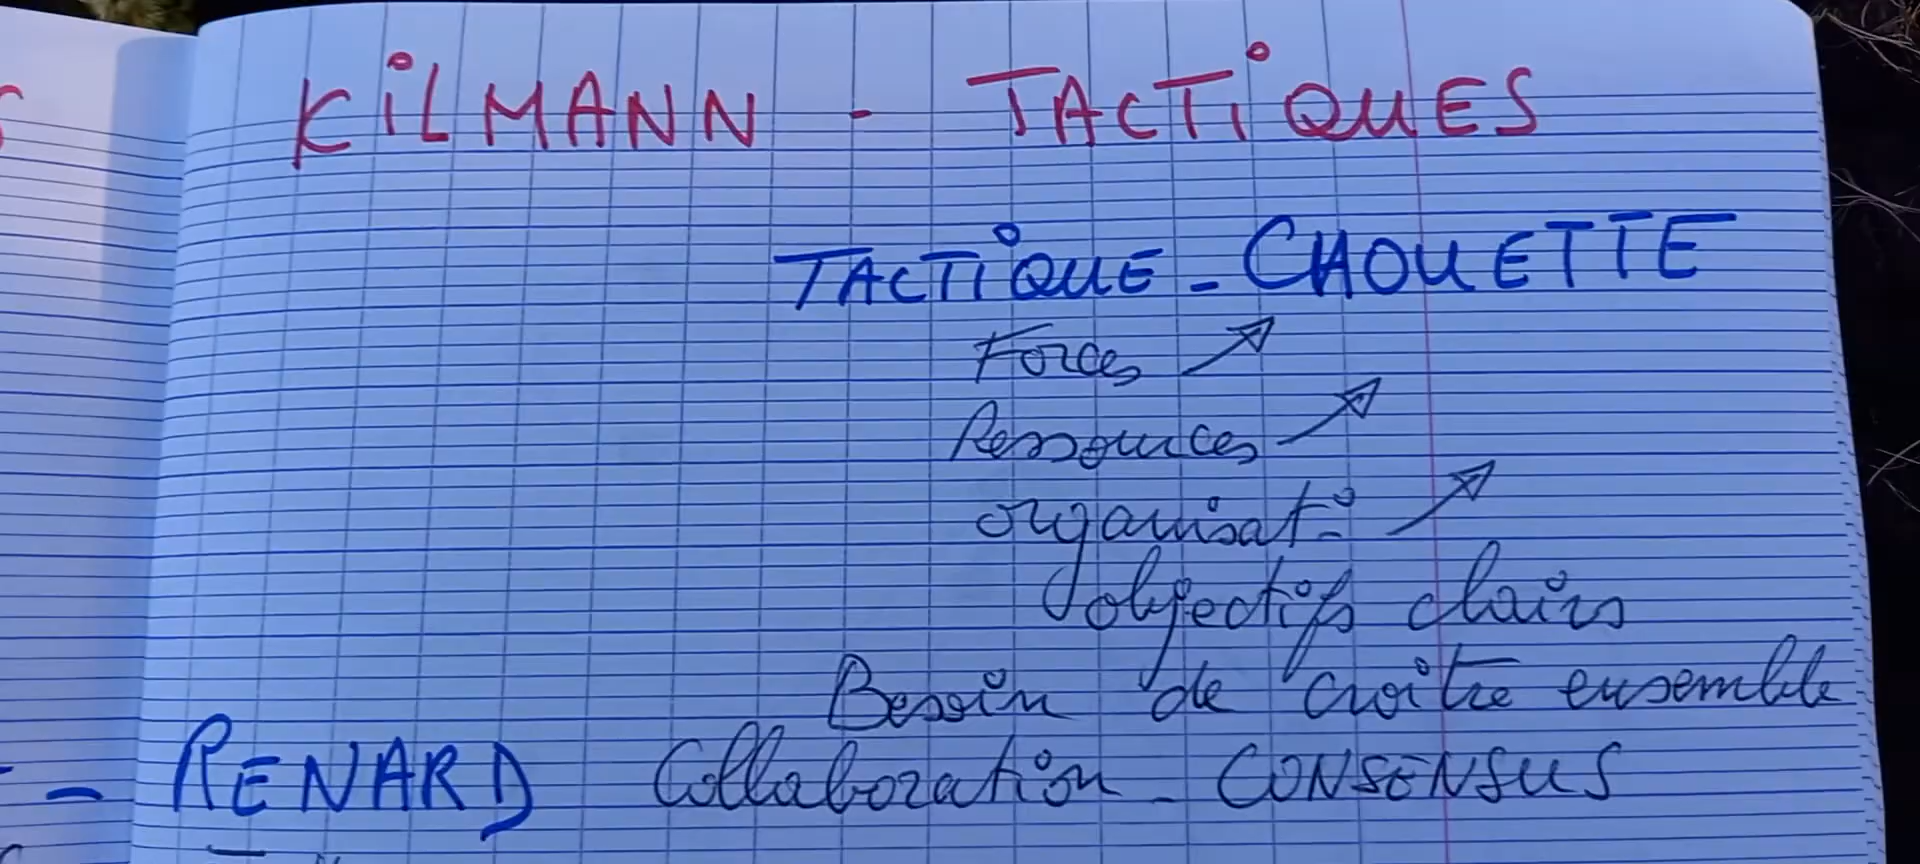 KiLMANN - TACTiQUES
TACTiQUE - CHOUETTE
Forces ↗
Ressources ↗
organisat° ↗
objectifs clairs
Besoin de croître ensemble
- RENARD Collaboration - CONSENSUS